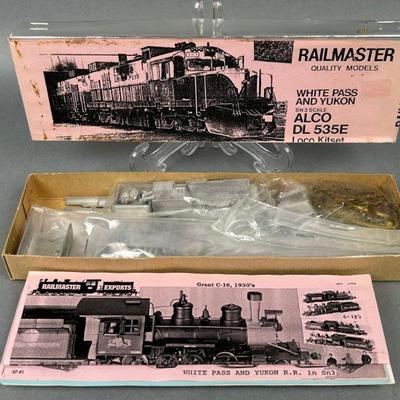 RAILMASTER
QUALITY MODELS
WHITE PASS
AND YUKON
SN3 SCALE
ALCO
DL 535E
Loco Kitset
RAILMASTER EXPORTS
Grant C-16, 1930's
C-15's
WHITE PASS AND YUKON R.R. in Sn3